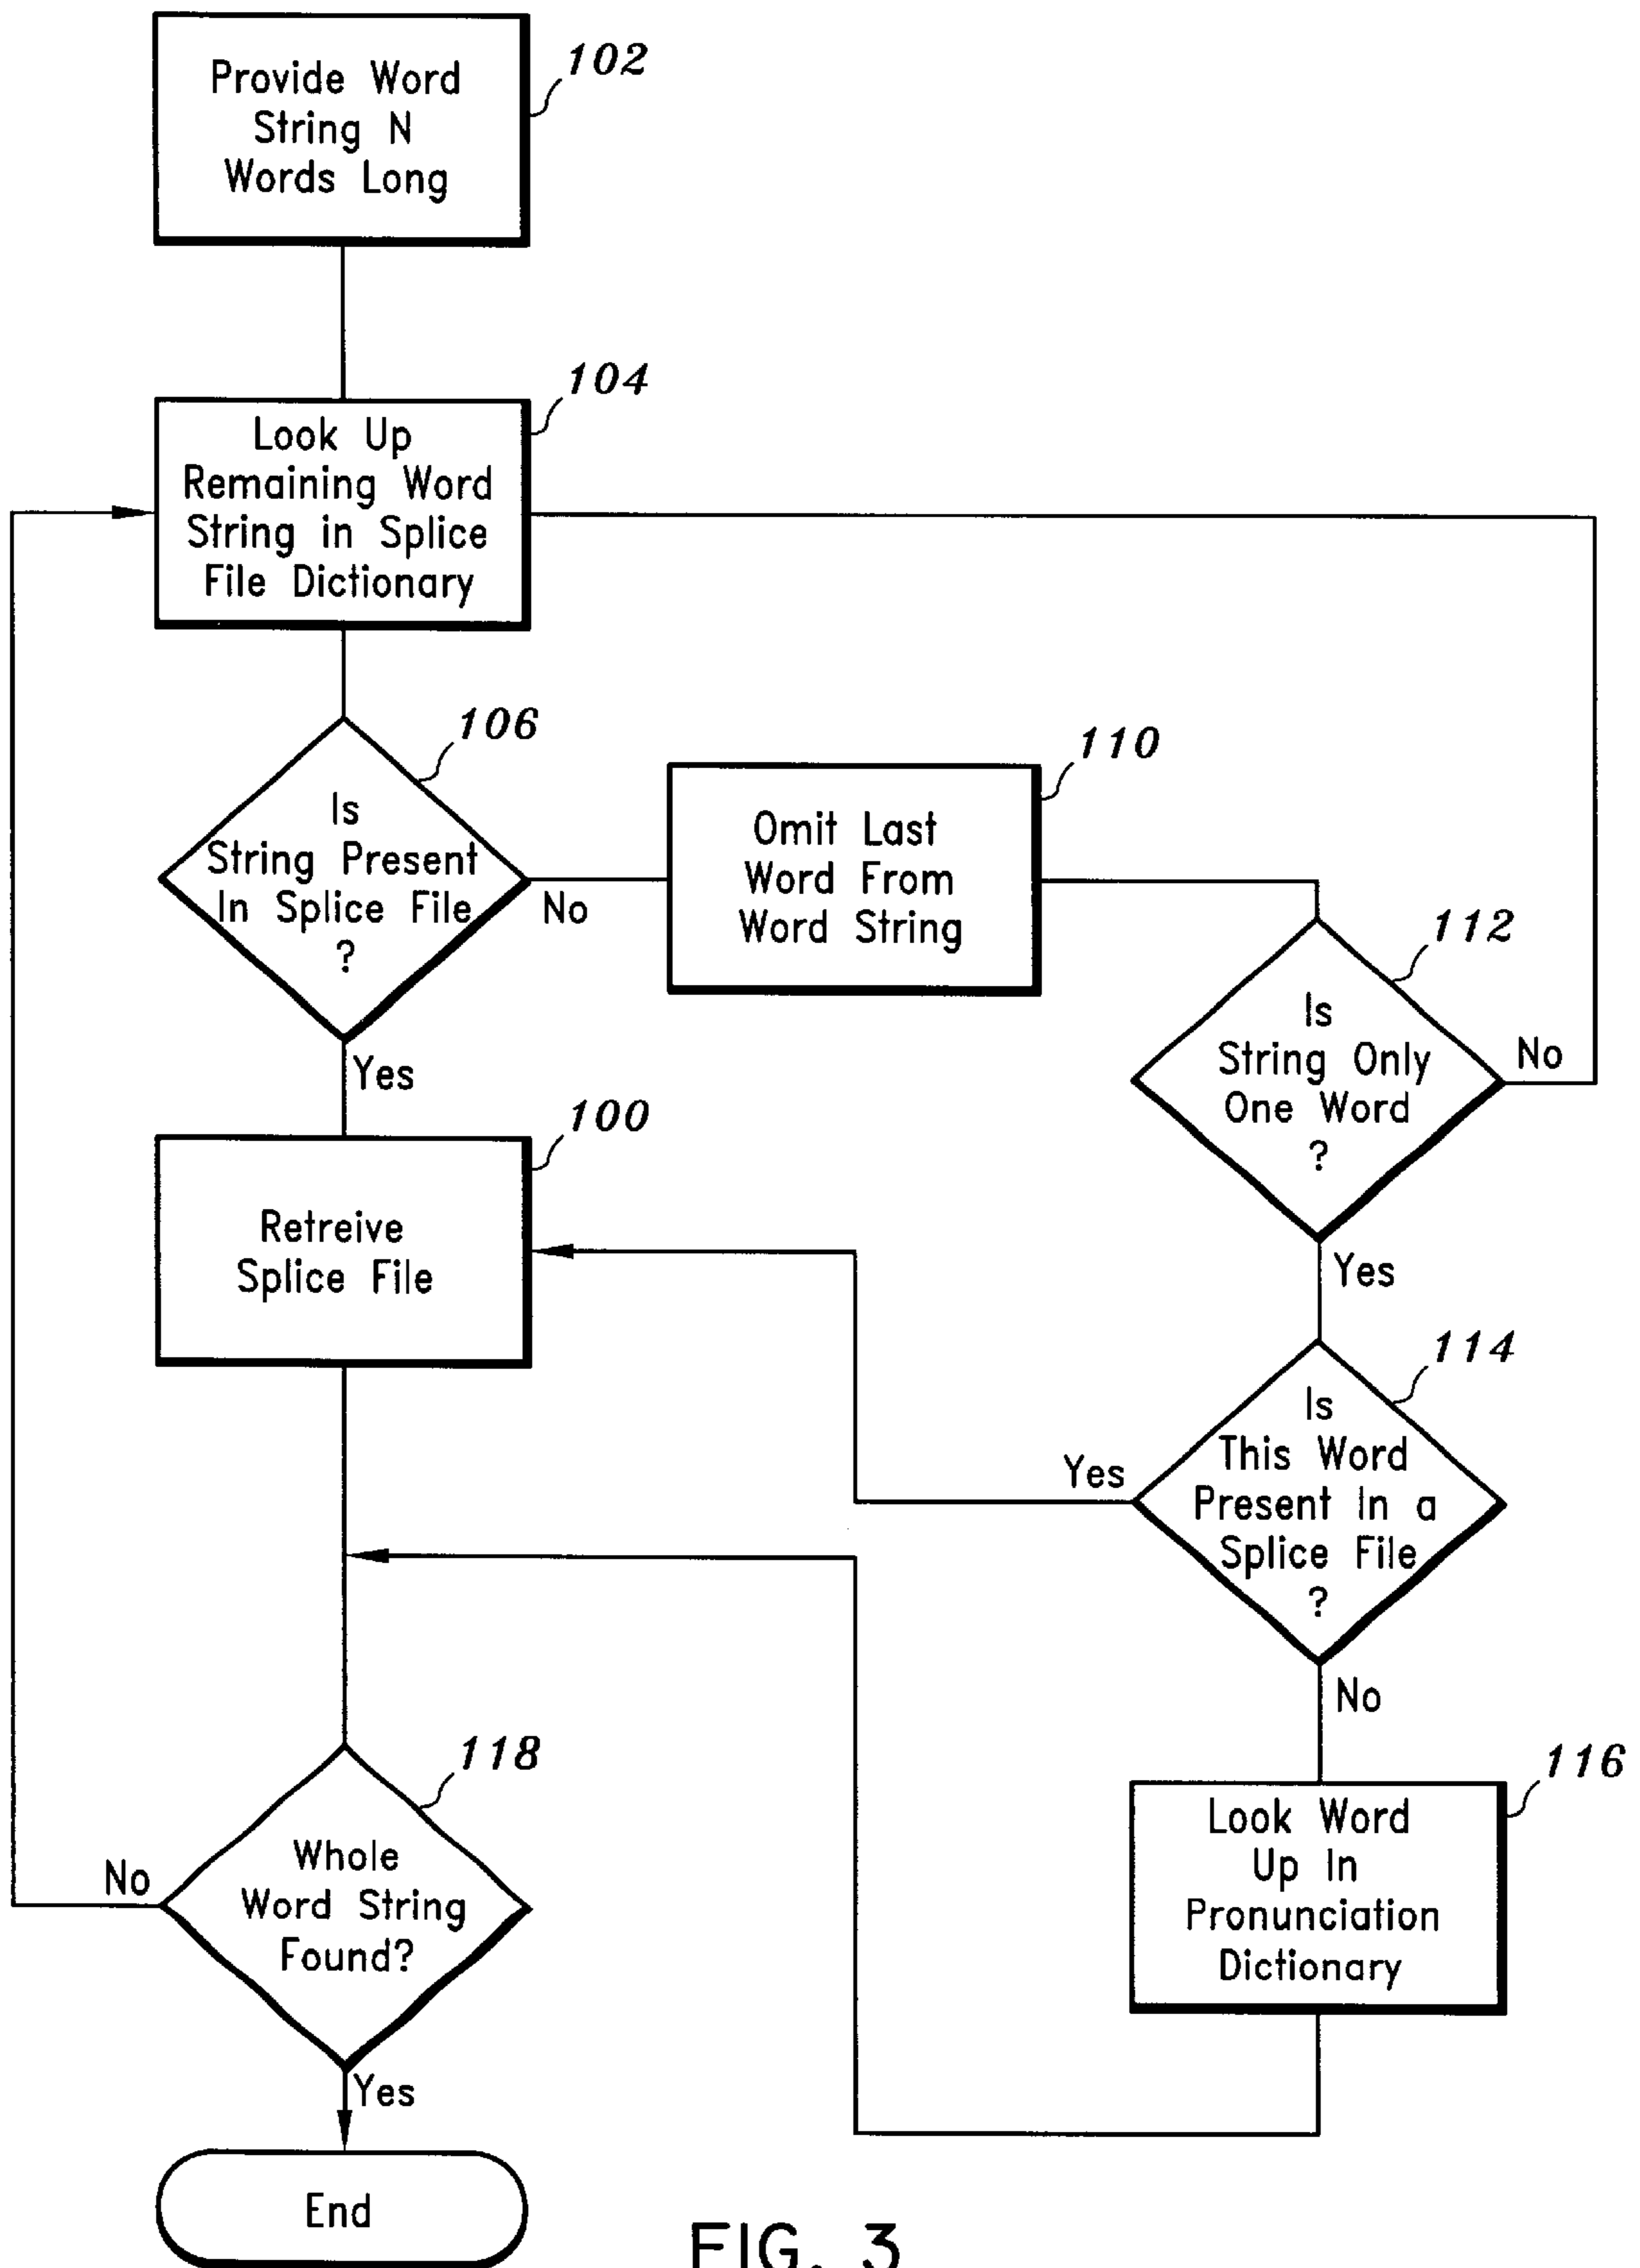 Provide Word
String N
Words Long
102
Look Up
Remaining Word
String in Splice
File Dictionary
104
Is
String Present
In Splice File
?
106
No
Yes
Omit Last
Word From
Word String
110
Is
String Only
One Word
?
112
No
Yes
Retreive
Splice File
100
Is
This Word
Present In a
Splice File
?
114
Yes
No
Look Word
Up In
Pronunciation
Dictionary
116
Whole
Word String
Found?
118
No
Yes
End
FIG. 3